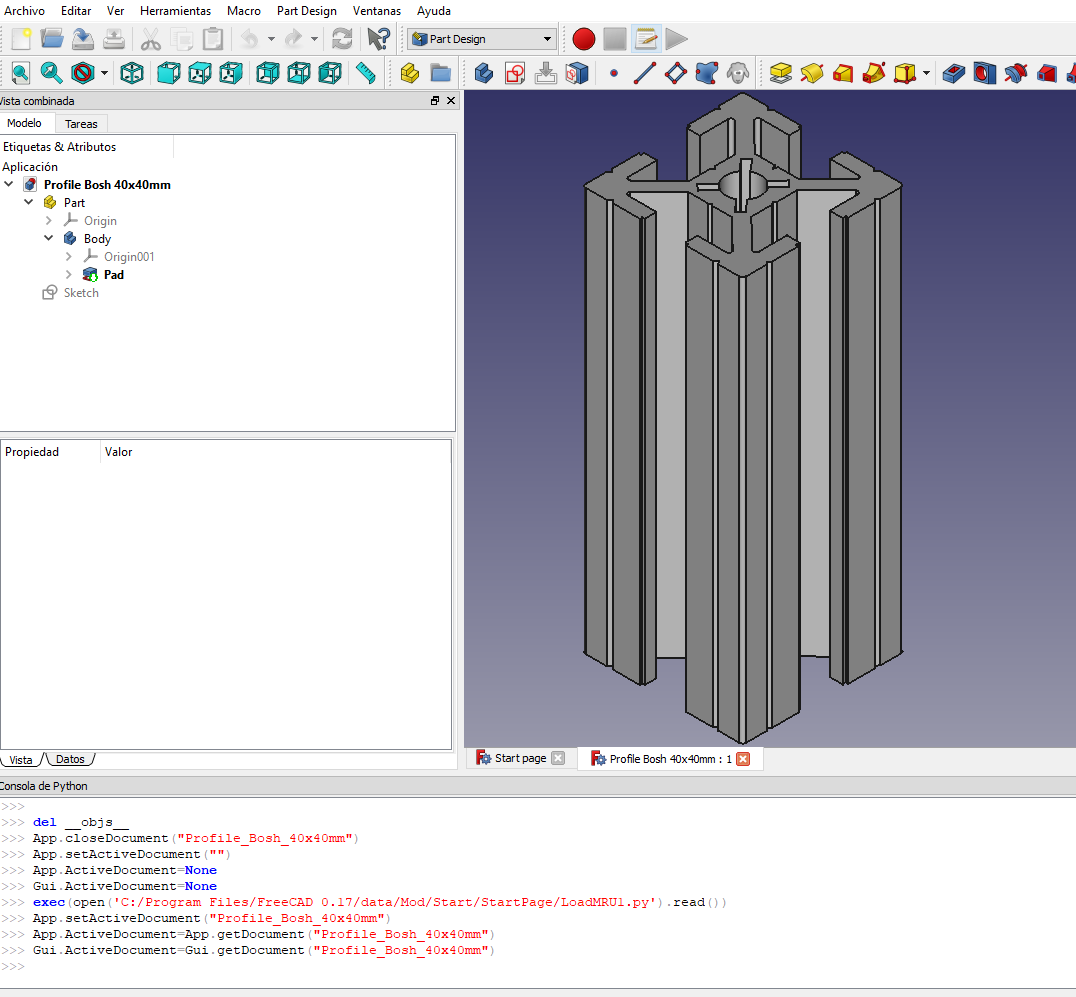 Archivo Editar Ver Herramientas Macro Part Design Ventanas Ayuda
Part Design
Vista combinada
Modelo Tareas
Etiquetas & Atributos
Aplicación
Profile Bosh 40x40mm
Part
Origin
Body
Origin001
Pad
Sketch
Propiedad Valor
Vista Datos
Start page Profile Bosh 40x40mm : 1
Consola de Python
>>>
>>> del __objs__
>>> App.closeDocument("Profile_Bosh_40x40mm")
>>> App.setActiveDocument("")
>>> App.ActiveDocument=None
>>> Gui.ActiveDocument=None
>>> exec(open('C:/Program Files/FreeCAD 0.17/data/Mod/Start/StartPage/LoadMRU1.py').read())
>>> App.setActiveDocument("Profile_Bosh_40x40mm")
>>> App.ActiveDocument=App.getDocument("Profile_Bosh_40x40mm")
>>> Gui.ActiveDocument=Gui.getDocument("Profile_Bosh_40x40mm")
>>>